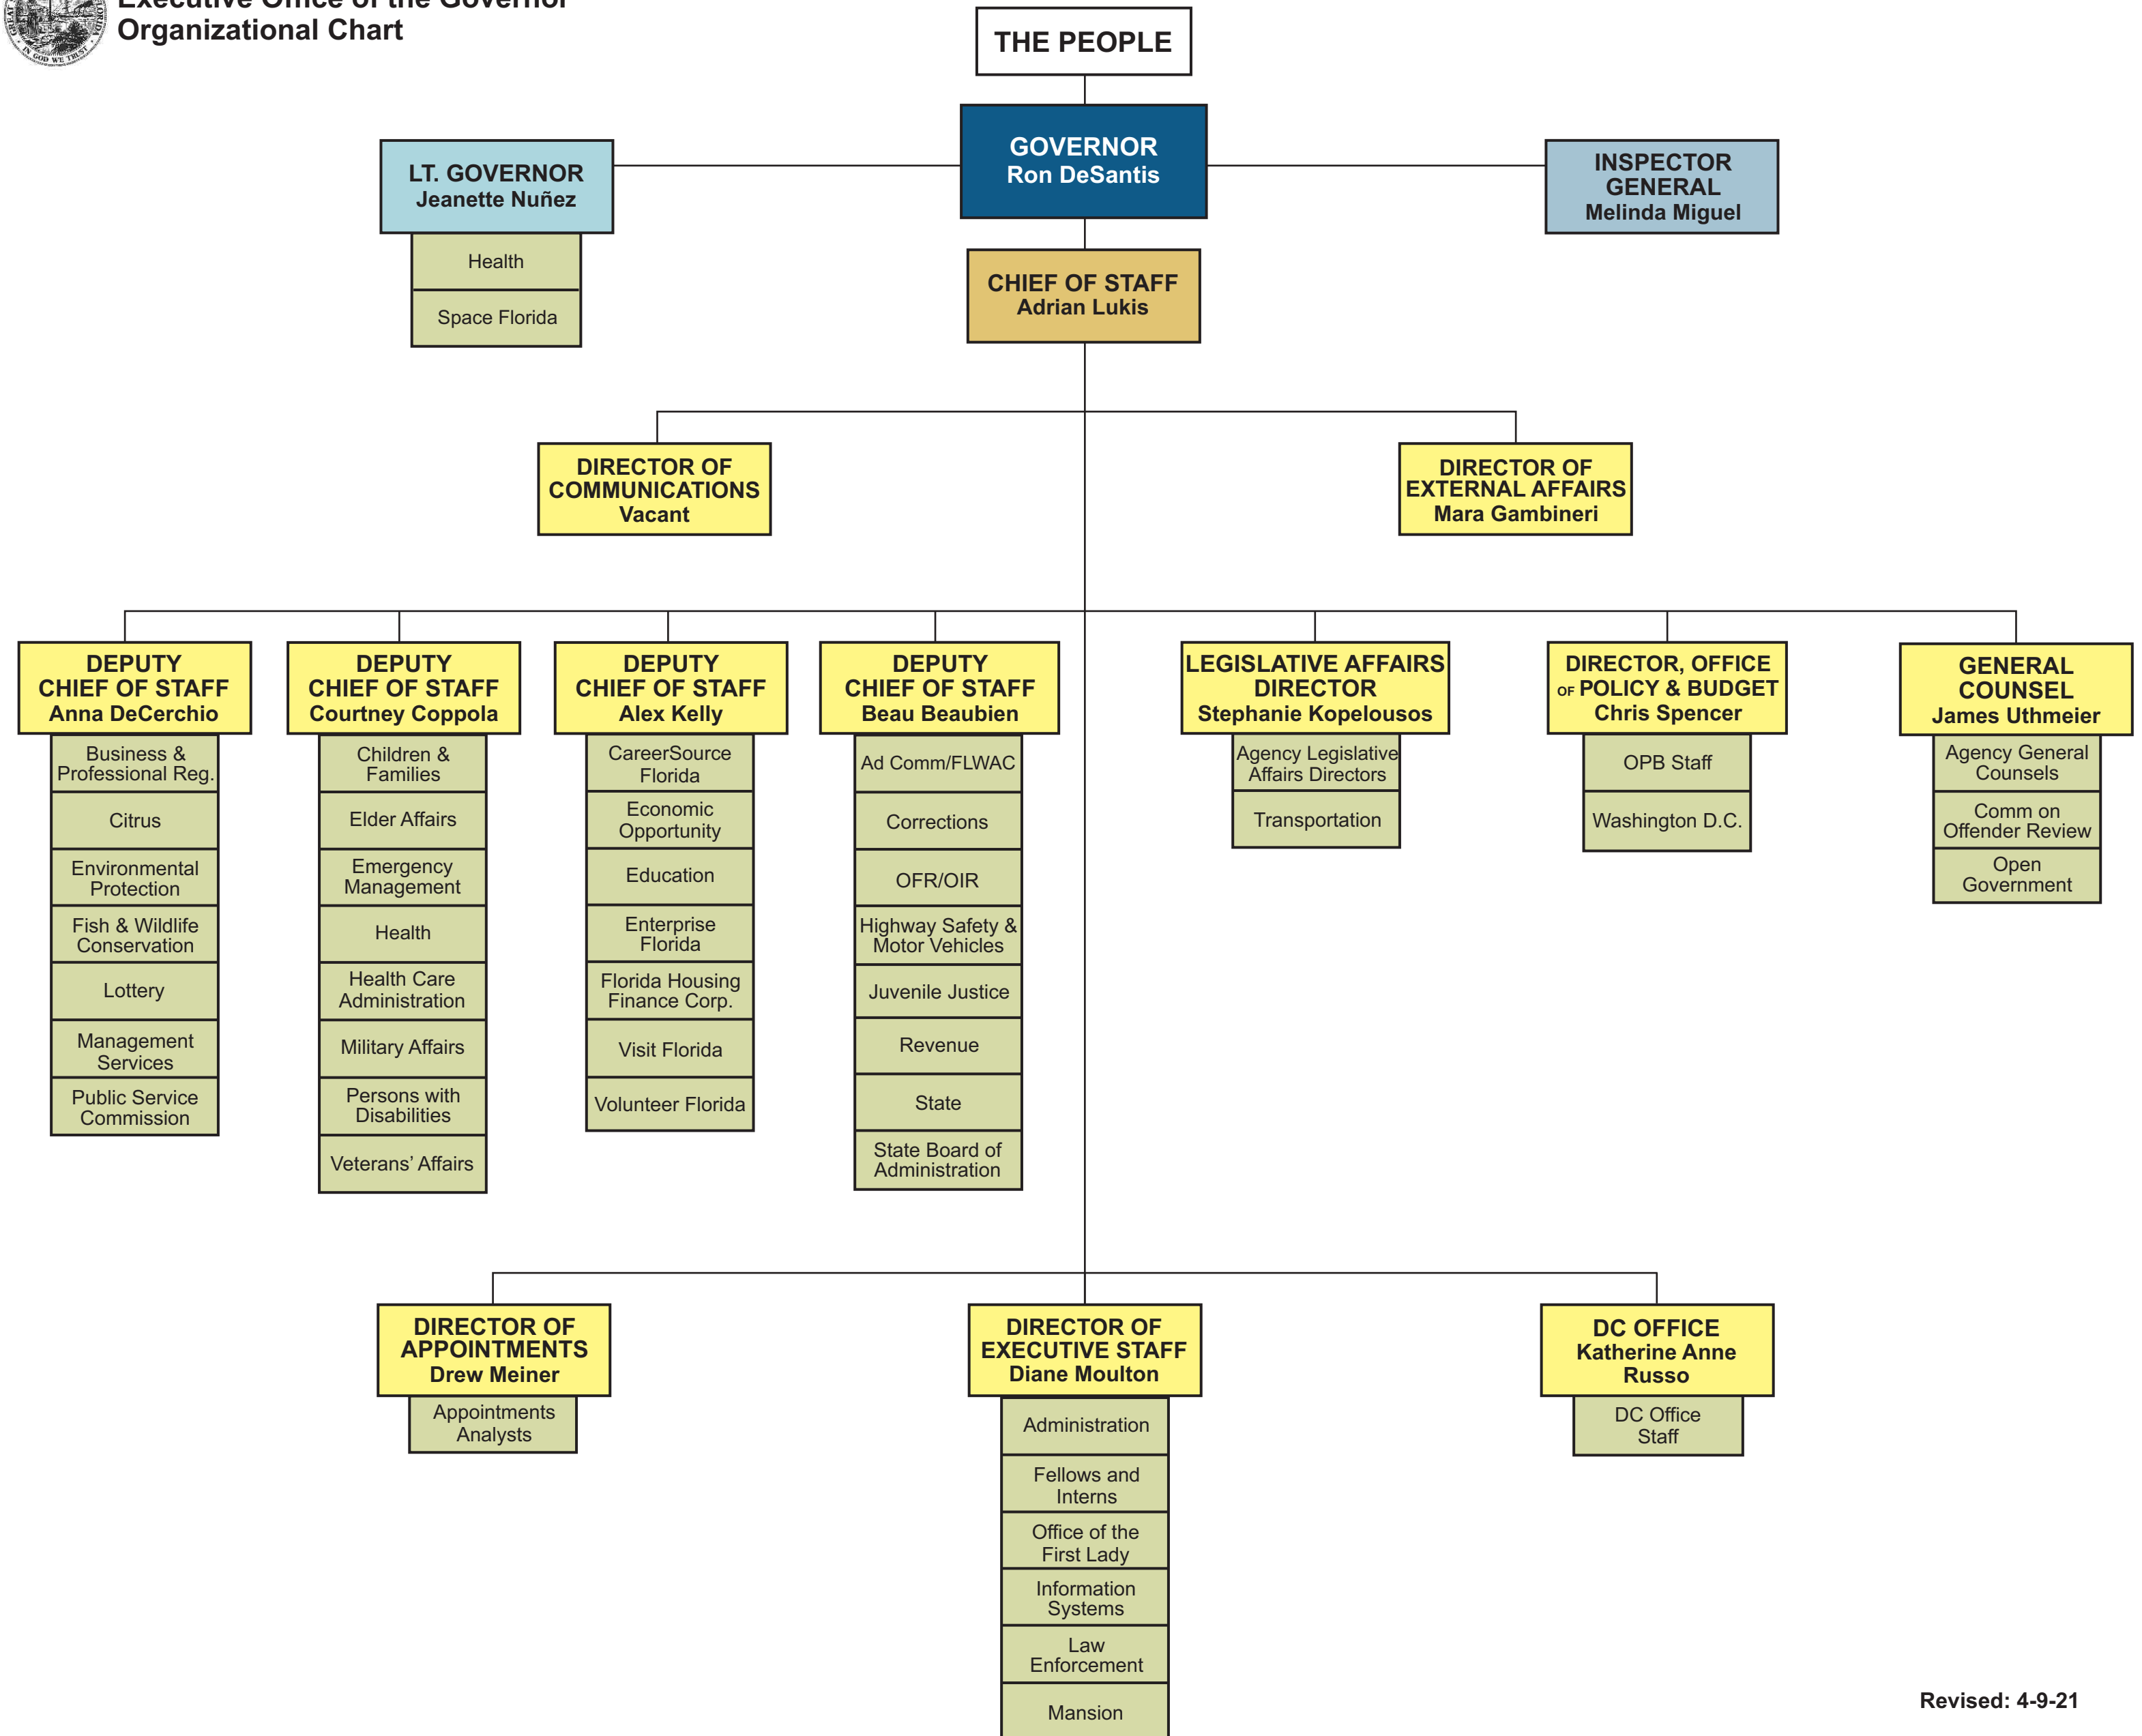 Executive Office of the Governor
Organizational Chart
IN GOD WE TRUST
THE PEOPLE
GOVERNOR
Ron DeSantis
LT. GOVERNOR
Jeanette Nuñez
Health
Space Florida
INSPECTOR
GENERAL
Melinda Miguel
CHIEF OF STAFF
Adrian Lukis
DIRECTOR OF
COMMUNICATIONS
Vacant
DIRECTOR OF
EXTERNAL AFFAIRS
Mara Gambineri
DEPUTY
CHIEF OF STAFF
Anna DeCerchio
Business &
Professional Reg.
Citrus
Environmental
Protection
Fish & Wildlife
Conservation
Lottery
Management
Services
Public Service
Commission
DEPUTY
CHIEF OF STAFF
Courtney Coppola
Children &
Families
Elder Affairs
Emergency
Management
Health
Health Care
Administration
Military Affairs
Persons with
Disabilities
Veterans’ Affairs
DEPUTY
CHIEF OF STAFF
Alex Kelly
CareerSource
Florida
Economic
Opportunity
Education
Enterprise
Florida
Florida Housing
Finance Corp.
Visit Florida
Volunteer Florida
DEPUTY
CHIEF OF STAFF
Beau Beaubien
Ad Comm/FLWAC
Corrections
OFR/OIR
Highway Safety &
Motor Vehicles
Juvenile Justice
Revenue
State
State Board of
Administration
LEGISLATIVE AFFAIRS
DIRECTOR
Stephanie Kopelousos
Agency Legislative
Affairs Directors
Transportation
DIRECTOR, OFFICE
OF POLICY & BUDGET
Chris Spencer
OPB Staff
Washington D.C.
GENERAL
COUNSEL
James Uthmeier
Agency General
Counsels
Comm on
Offender Review
Open
Government
DIRECTOR OF
APPOINTMENTS
Drew Meiner
Appointments
Analysts
DIRECTOR OF
EXECUTIVE STAFF
Diane Moulton
Administration
Fellows and
Interns
Office of the
First Lady
Information
Systems
Law
Enforcement
Mansion
DC OFFICE
Katherine Anne
Russo
DC Office
Staff
Revised: 4-9-21